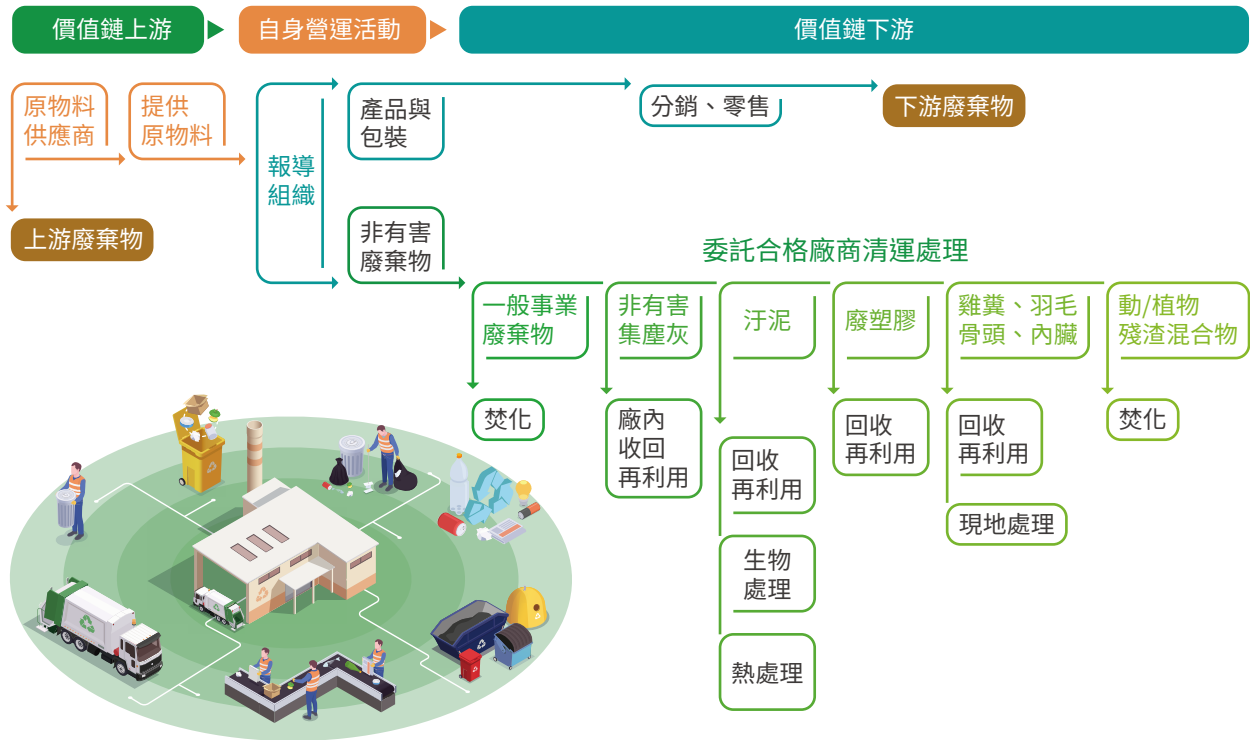 價值鏈上游
自身營運活動
價值鏈下游
原物料
供應商
提供
原物料
報導
組織
產品與
包裝
分銷、零售
下游廢棄物
上游廢棄物
非有害
廢棄物
委託合格廠商清運處理
一般事業
廢棄物
非有害
集塵灰
汙泥
廢塑膠
雞糞、羽毛
骨頭、內臟
動/植物
殘渣混合物
焚化
廠內
收回
再利用
回收
再利用
生物
處理
熱處理
回收
再利用
回收
再利用
現地處理
焚化